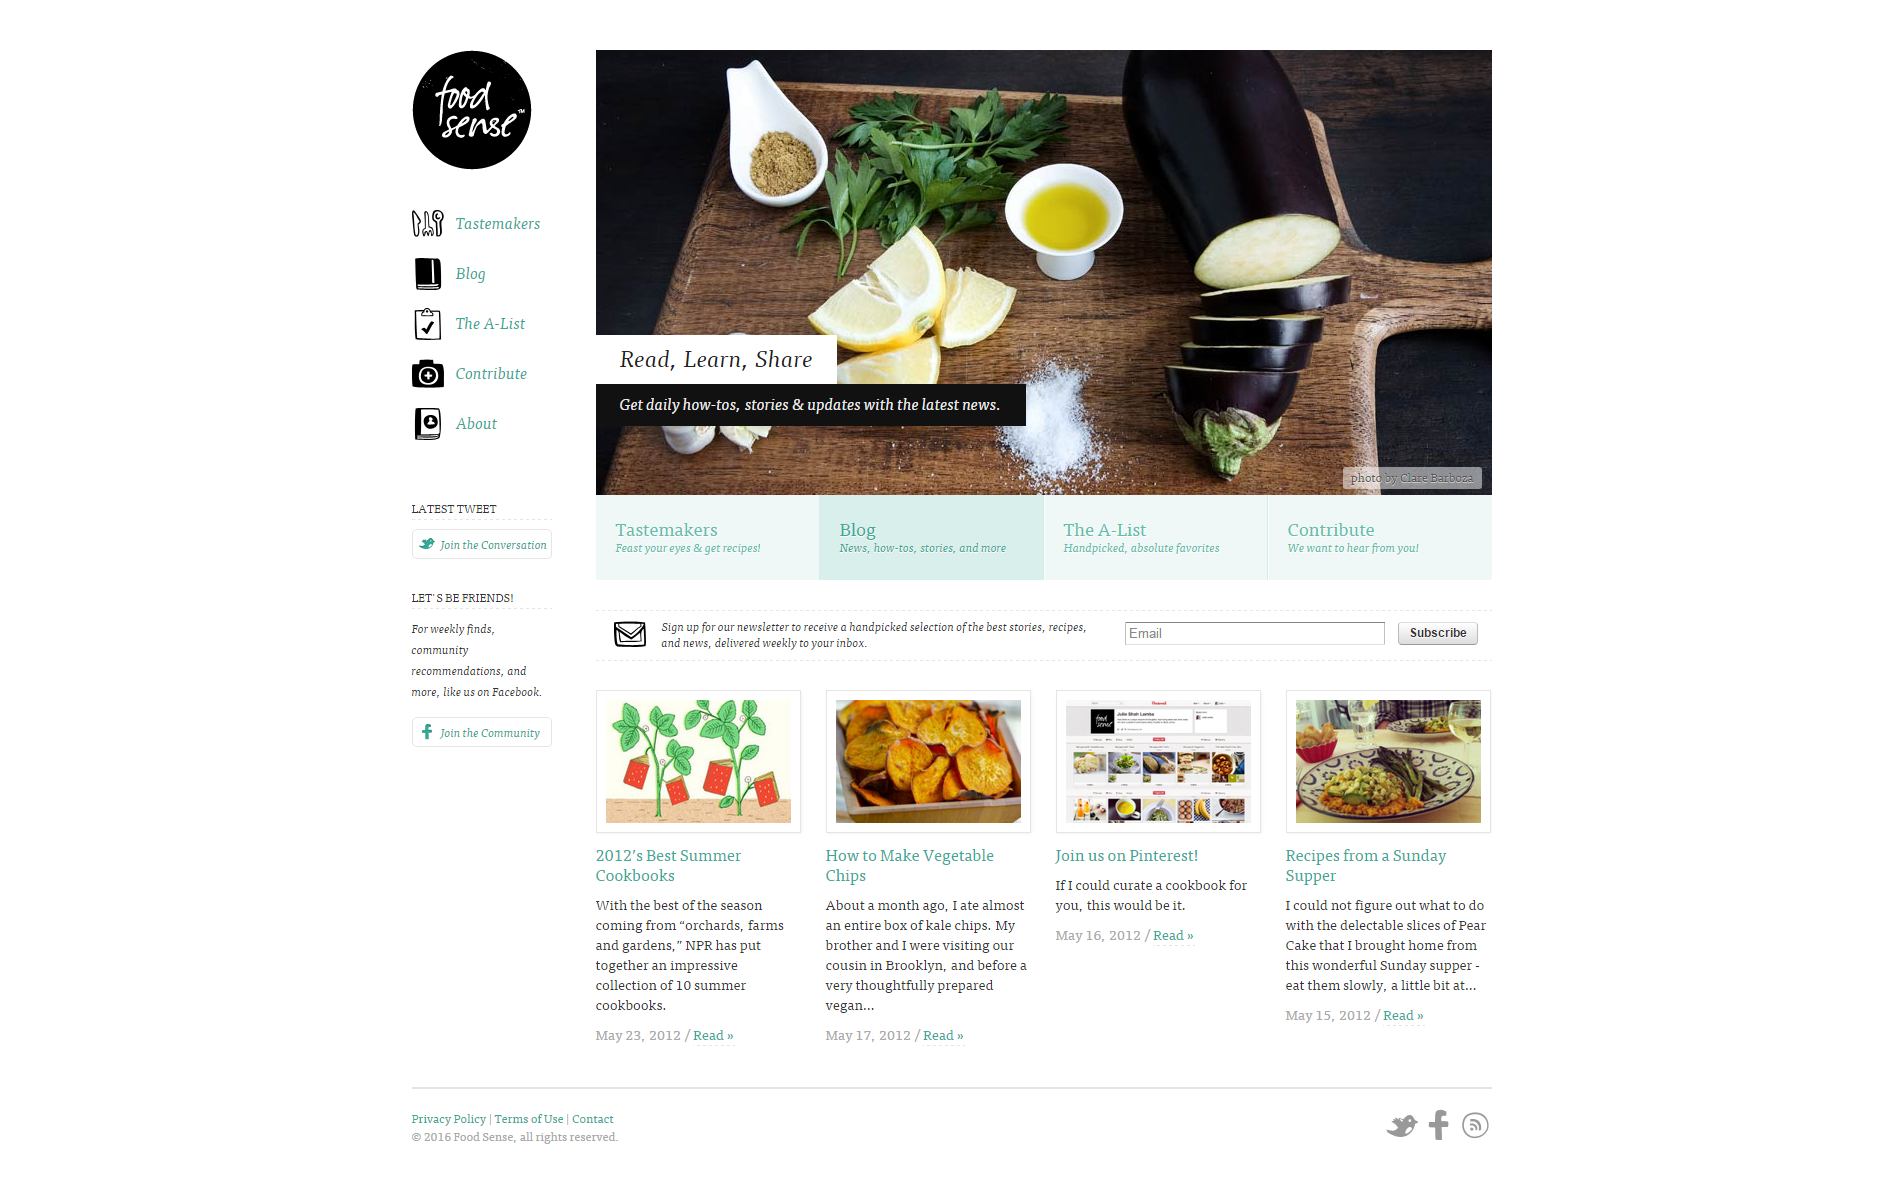 food
sense™
Tastemakers
Blog
The A-List
Contribute
About
LATEST TWEET
Join the Conversation
LET'S BE FRIENDS!
For weekly finds,
community
recommendations, and
more, like us on Facebook.
Join the Community
Read, Learn, Share
Get daily how-tos, stories & updates with the latest news.
photo by Clare Barboza
Tastemakers
Feast your eyes & get recipes!
Blog
News, how-tos, stories, and more
The A-List
Handpicked, absolute favorites
Contribute
We want to hear from you!
Sign up for our newsletter to receive a handpicked selection of the best stories, recipes,
and news, delivered weekly to your inbox.
Email
Subscribe
Pinterest
Julie Shah Lamba
food
sense
2012's Best Summer
Cookbooks
With the best of the season
coming from “orchards, farms
and gardens,” NPR has put
together an impressive
collection of 10 summer
cookbooks.
May 23, 2012 / Read »
How to Make Vegetable
Chips
About a month ago, I ate almost
an entire box of kale chips. My
brother and I were visiting our
cousin in Brooklyn, and before a
very thoughtfully prepared
vegan...
May 17, 2012 / Read »
Join us on Pinterest!
If I could curate a cookbook for
you, this would be it.
May 16, 2012 / Read »
Recipes from a Sunday
Supper
I could not figure out what to do
with the delectable slices of Pear
Cake that I brought home from
this wonderful Sunday supper -
eat them slowly, a little bit at...
May 15, 2012 / Read »
Privacy Policy | Terms of Use | Contact
© 2016 Food Sense, all rights reserved.